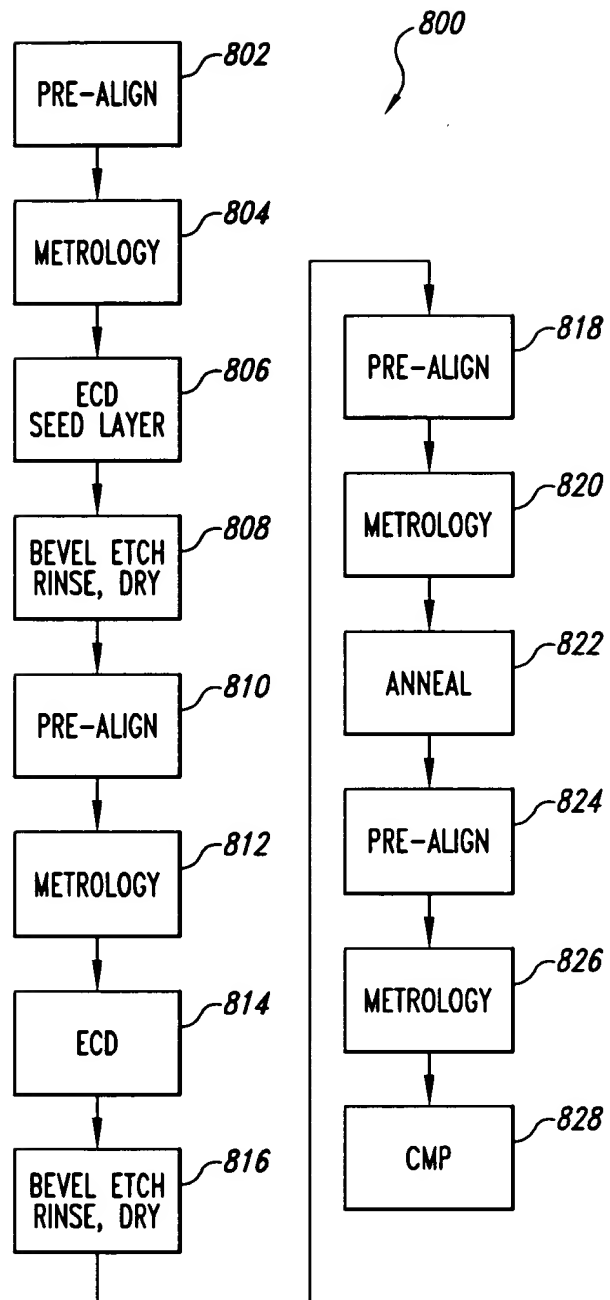 800
802
PRE-ALIGN
804
METROLOGY
806
ECD
SEED LAYER
808
BEVEL ETCH
RINSE, DRY
810
PRE-ALIGN
812
METROLOGY
814
ECD
816
BEVEL ETCH
RINSE, DRY
818
PRE-ALIGN
820
METROLOGY
822
ANNEAL
824
PRE-ALIGN
826
METROLOGY
828
CMP